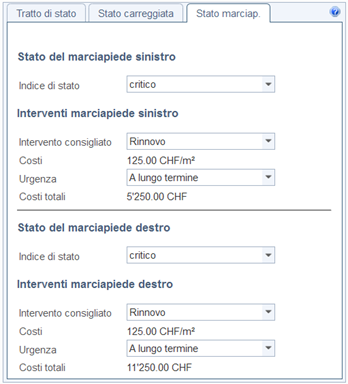 Tratto di stato Stato carreggiata Stato marciap.
Stato del marciapiede sinistro
Indice di stato critico
Interventi marciapiede sinistro
Intervento consigliato Rinnovo
Costi 125.00 CHF/m²
Urgenza A lungo termine
Costi totali 5'250.00 CHF
Stato del marciapiede destro
Indice di stato critico
Interventi marciapiede destro
Intervento consigliato Rinnovo
Costi 125.00 CHF/m²
Urgenza A lungo termine
Costi totali 11'250.00 CHF